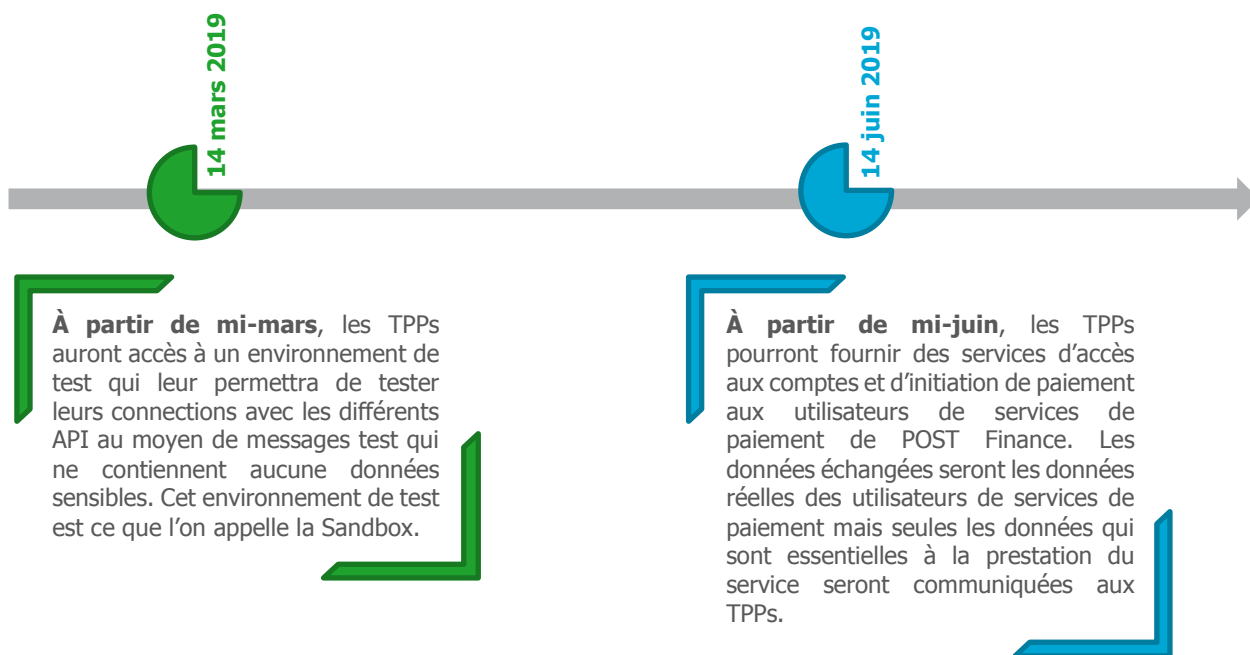 14 mars 2019
14 juin 2019
À partir de mi-mars, les TPPs
auront accès à un environnement de
test qui leur permettra de tester
leurs connections avec les différents
API au moyen de messages test qui
ne contiennent aucune données
sensibles. Cet environnement de test
est ce que l’on appelle la Sandbox.
À partir de mi-juin, les TPPs
pourront fournir des services d’accès
aux comptes et d’initiation de paiement
aux utilisateurs de services de
paiement de POST Finance. Les
données échangées seront les données
réelles des utilisateurs de services de
paiement mais seules les données qui
sont essentielles à la prestation du
service seront communiquées aux
TPPs.